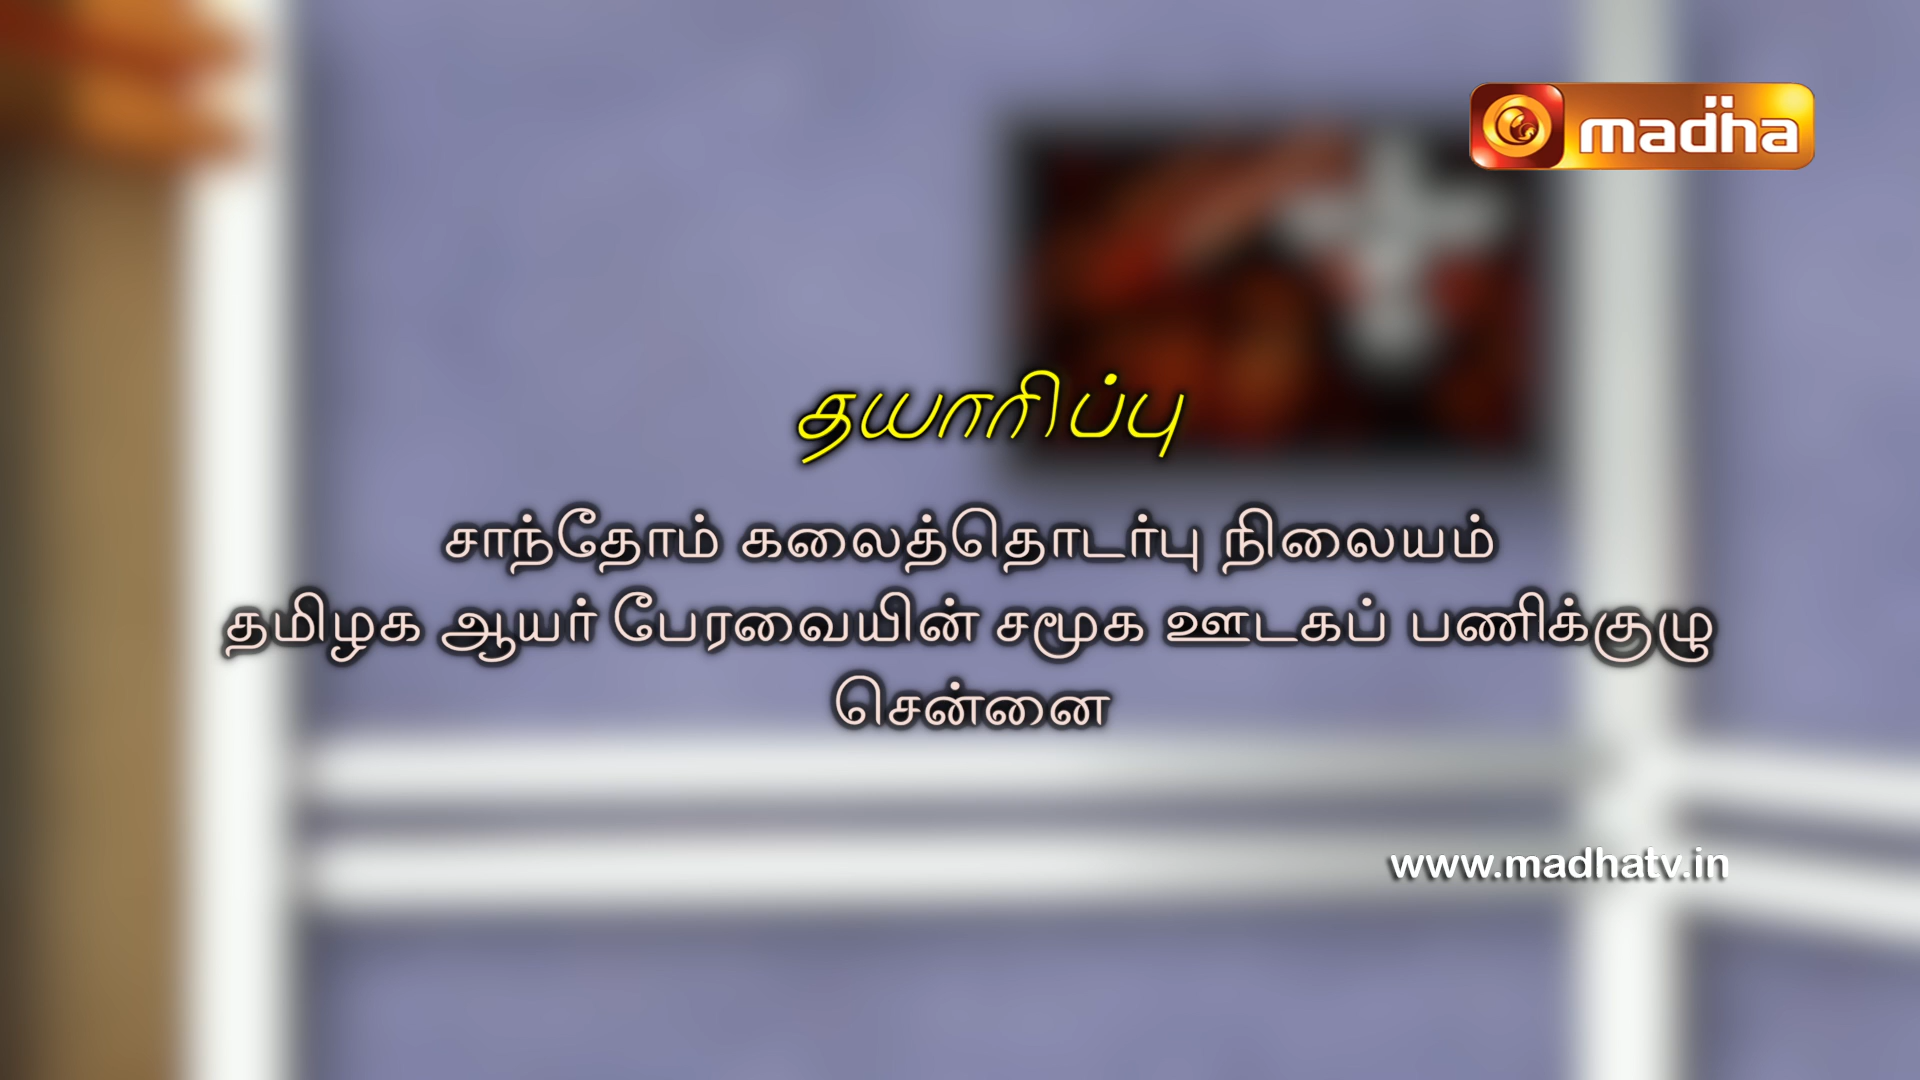 madha
தயாரிப்பு
சாந்தோம் கலைத்தொடர்பு நிலையம்
தமிழக ஆயர் பேரவையின் சமூக ஊடகப் பணிக்குழு
சென்னை
www.madhatv.in